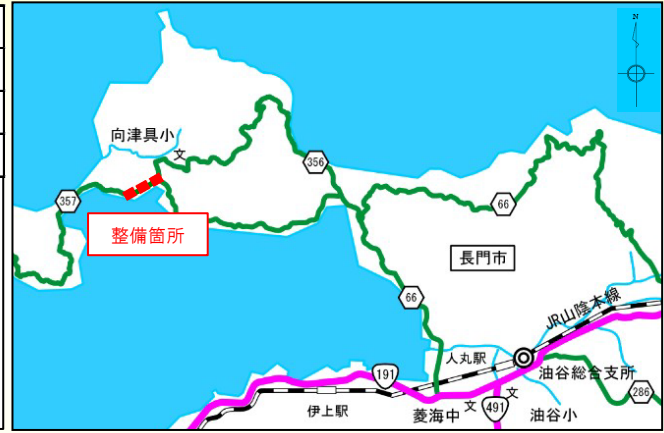 N
向津具小
文
356
357
66
整備箇所
長門市
66
JR山陰本線
人丸駅
191
油谷総合支所
286
伊上駅
菱海中
文
491
文
油谷小